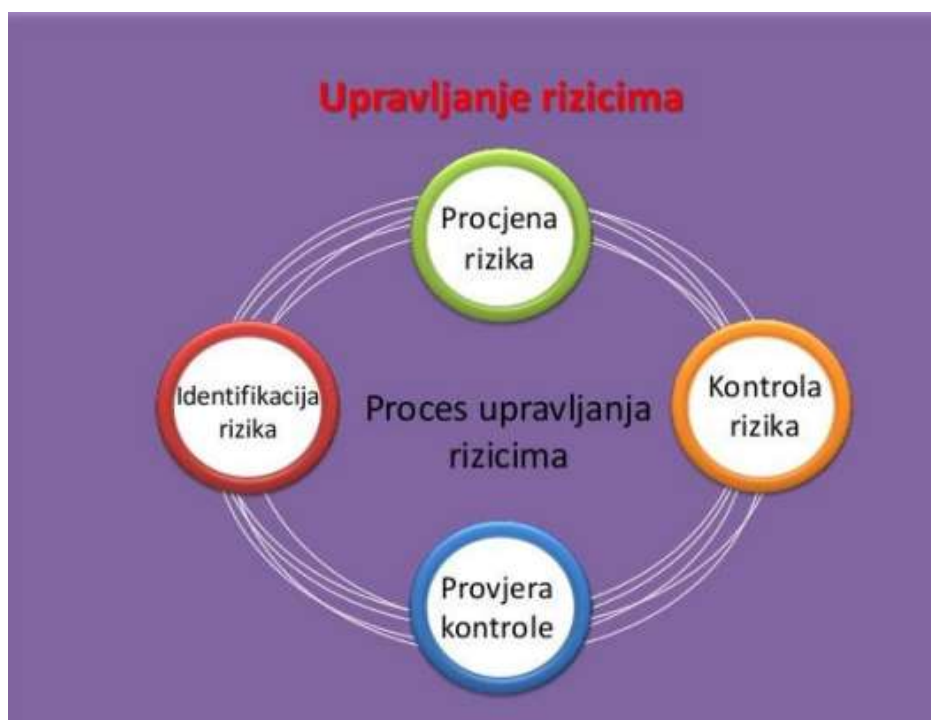 Upravljanje rizicima
Procjena
rizika
Identifikacija
rizika
Proces upravljanja
rizicima
Kontrola
rizika
Provjera
kontrole